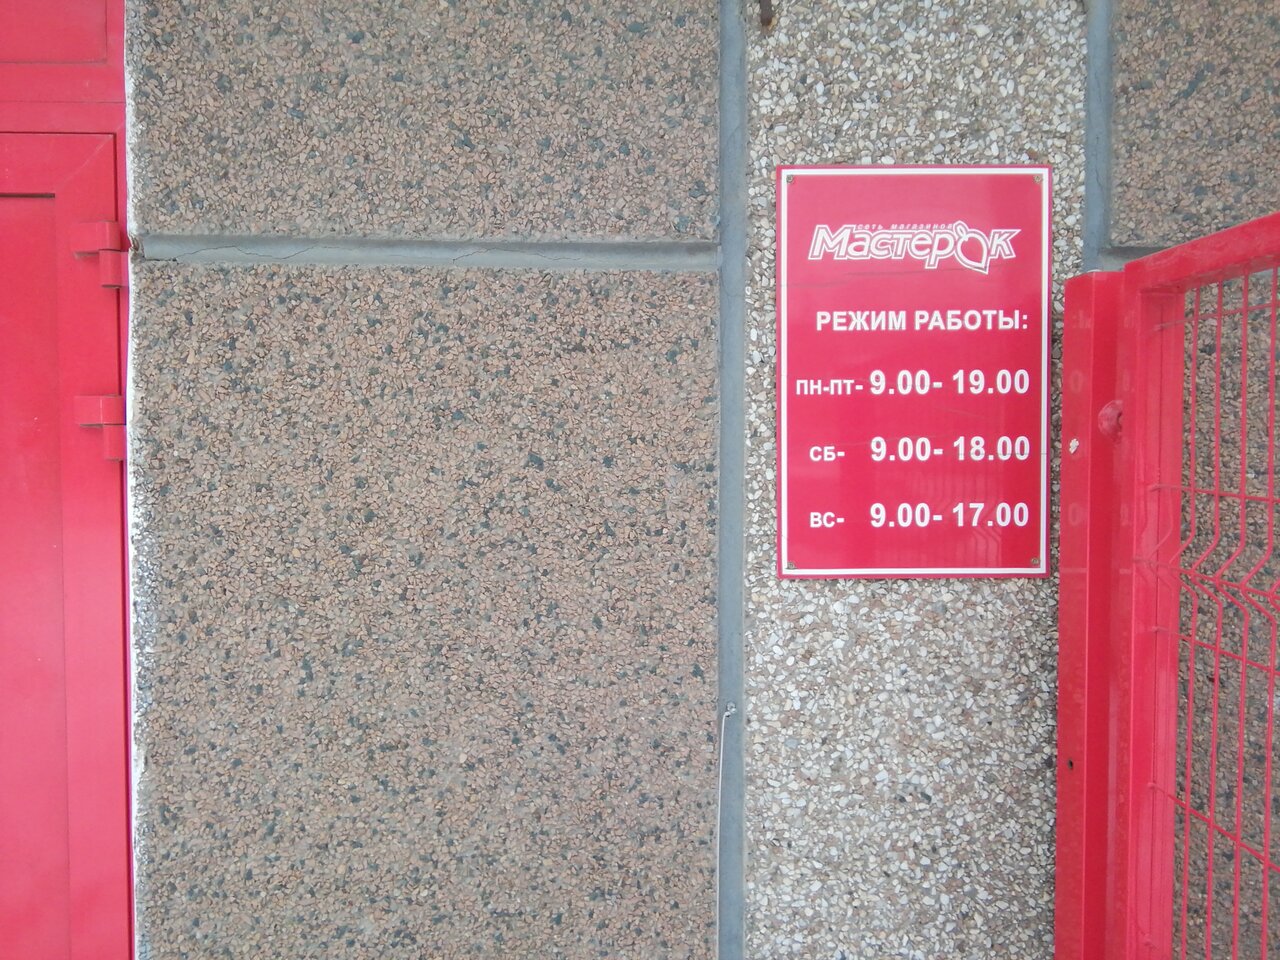 сеть магазинов
Мастерок
РЕЖИМ РАБОТЫ:
ПН-ПТ- 9.00- 19.00
СБ- 9.00- 18.00
ВС- 9.00- 17.00